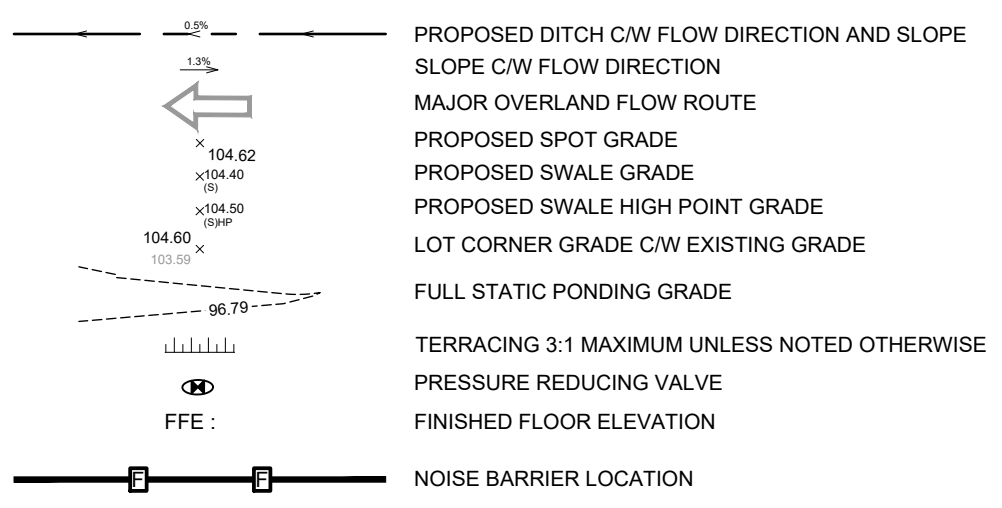 0.5% PROPOSED DITCH C/W FLOW DIRECTION AND SLOPE
1.3% SLOPE C/W FLOW DIRECTION
MAJOR OVERLAND FLOW ROUTE
104.62 PROPOSED SPOT GRADE
104.40 PROPOSED SWALE GRADE
(S)
104.50 PROPOSED SWALE HIGH POINT GRADE
(S)HP
104.60 LOT CORNER GRADE C/W EXISTING GRADE
103.59
96.79 FULL STATIC PONDING GRADE
TERRACING 3:1 MAXIMUM UNLESS NOTED OTHERWISE
PRESSURE REDUCING VALVE
FFE : FINISHED FLOOR ELEVATION
F F NOISE BARRIER LOCATION